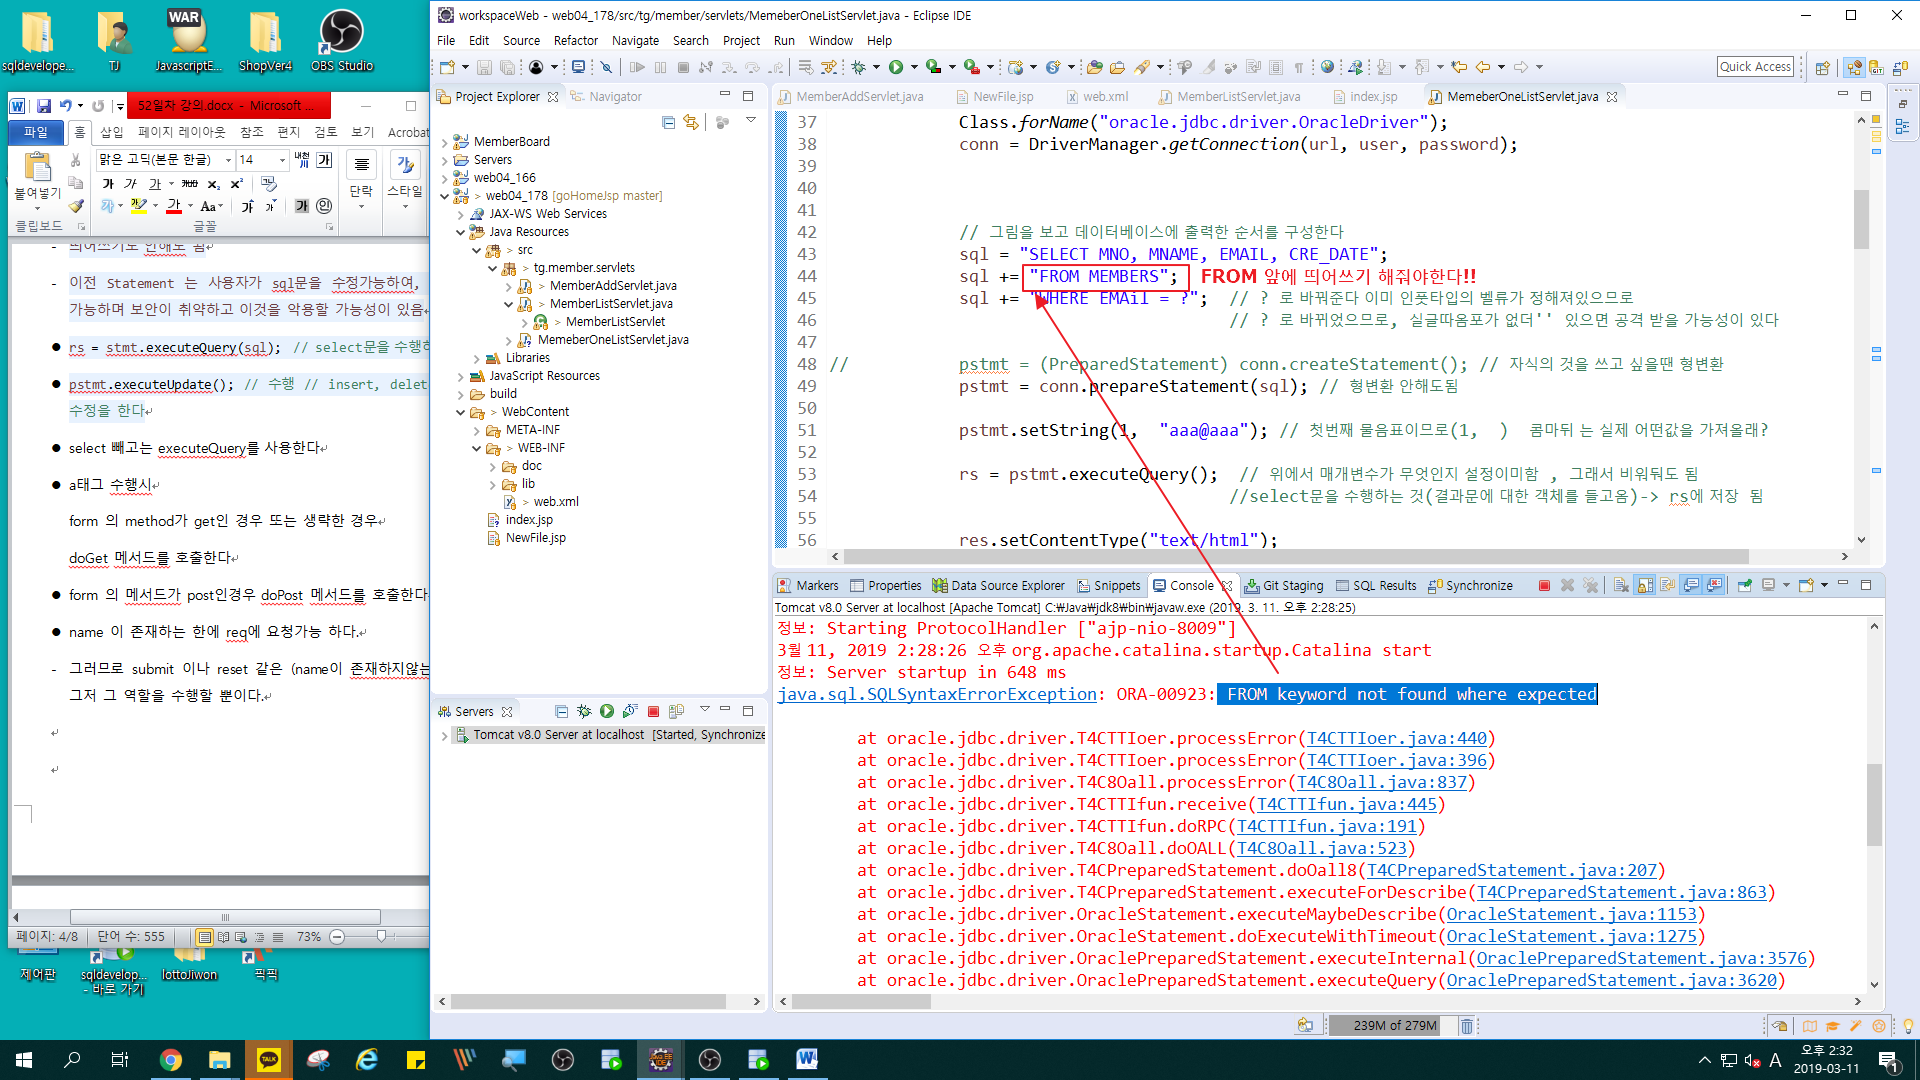 sqldevelope...
TJ
JavascriptE...
ShopVer4
OBS Studio
52일차 강의.docx - Microsoft ...
파일
홈
삽입
페이지 레이아웃
참조
편지
검토
보기
Acrobat
맑은 고딕(본문 한글)
14
붙여넣기
단락
스타일
클립보드
글꼴
- 띄어쓰기도 안해도 됨
- 이전 Statement 는 사용자가 sql문을 수정가능하여,
가능하며 보안이 취약하고 이것을 악용할 가능성이 있음
● rs = stmt.executeQuery(sql); // select문을 수행하
● pstmt.executeUpdate(); // 수행 // insert, delet
수정을 한다
● select 빼고는 executeQuery를 사용한다
● a태그 수행시
form 의 method가 get인 경우 또는 생략한 경우
doGet 메서드를 호출한다
● form 의 메서드가 post인경우 doPost 메서드를 호출한다
● name 이 존재하는 한에 req에 요청가능 하다.
- 그러므로 submit 이나 reset 같은 (name이 존재하지않는
그저 그 역할을 수행할 뿐이다.
페이지: 4/8
단어 수: 555
73%
제어판
sqldevelop... - 바로 가기
lottoJiwon
픽픽
workspaceWeb - web04_178/src/tg/member/servlets/MemeberOneListServlet.java - Eclipse IDE
File Edit Source Refactor Navigate Search Project Run Window Help
Quick Access
Project Explorer
Navigator
MemberBoard
Servers
web04_166
> web04_178 [goHomeJsp master]
JAX-WS Web Services
Java Resources
> src
> tg.member.servlets
> MemberAddServlet.java
> MemberListServlet.java
> MemberListServlet
> MemeberOneListServlet.java
Libraries
JavaScript Resources
build
> WebContent
META-INF
> WEB-INF
doc
lib
> web.xml
index.jsp
NewFile.jsp
Servers
Tomcat v8.0 Server at localhost [Started, Synchronize
MemberAddServlet.java
NewFile.jsp
web.xml
MemberListServlet.java
index.jsp
MemeberOneListServlet.java
37 Class.forName("oracle.jdbc.driver.OracleDriver");
38 conn = DriverManager.getConnection(url, user, password);
39
40
41
42 // 그림을 보고 데이터베이스에 출력한 순서를 구성한다
43 sql = "SELECT MNO, MNAME, EMAIL, CRE_DATE";
44 sql += "FROM MEMBERS"; FROM 앞에 띄어쓰기 해줘야한다!!
45 sql += "WHERE EMAil = ?"; // ? 로 바꿔준다 이미 인풋타입의 벨류가 정해져있으므로
46 // ? 로 바뀌었으므로, 실글따옴포가 없더'' 있으면 공격 받을 가능성이 있다
47
48 // pstmt = (PreparedStatement) conn.createStatement(); // 자식의 것을 쓰고 싶을땐 형변환
49 pstmt = conn.prepareStatement(sql); // 형변환 안해도됨
50
51 pstmt.setString(1, "aaa@aaa"); // 첫번째 물음표이므로(1, ) 콤마뒤 는 실제 어떤값을 가져올래?
52
53 rs = pstmt.executeQuery(); // 위에서 매개변수가 무엇인지 설정이미함 , 그래서 비워둬도 됨
54 //select문을 수행하는 것(결과문에 대한 객체를 들고옴)-> rs에 저장 됨
55
56 res.setContentType("text/html");
Markers
Properties
Data Source Explorer
Snippets
Console
Git Staging
SQL Results
Synchronize
Tomcat v8.0 Server at localhost [Apache Tomcat] C:₩Java₩jdk8₩bin₩javaw.exe (2019. 3. 11. 오후 2:28:25)
정보: Starting ProtocolHandler ["ajp-nio-8009"]
3월 11, 2019 2:28:26 오후 org.apache.catalina.startup.Catalina start
정보: Server startup in 648 ms
java.sql.SQLSyntaxErrorException: ORA-00923: FROM keyword not found where expected
at oracle.jdbc.driver.T4CTTIoer.processError(T4CTTIoer.java:440)
at oracle.jdbc.driver.T4CTTIoer.processError(T4CTTIoer.java:396)
at oracle.jdbc.driver.T4C8Oall.processError(T4C8Oall.java:837)
at oracle.jdbc.driver.T4CTTIfun.receive(T4CTTIfun.java:445)
at oracle.jdbc.driver.T4CTTIfun.doRPC(T4CTTIfun.java:191)
at oracle.jdbc.driver.T4C8Oall.doOALL(T4C8Oall.java:523)
at oracle.jdbc.driver.T4CPreparedStatement.doOall8(T4CPreparedStatement.java:207)
at oracle.jdbc.driver.T4CPreparedStatement.executeForDescribe(T4CPreparedStatement.java:863)
at oracle.jdbc.driver.OracleStatement.executeMaybeDescribe(OracleStatement.java:1153)
at oracle.jdbc.driver.OracleStatement.doExecuteWithTimeout(OracleStatement.java:1275)
at oracle.jdbc.driver.OraclePreparedStatement.executeInternal(OraclePreparedStatement.java:3576)
at oracle.jdbc.driver.OraclePreparedStatement.executeQuery(OraclePreparedStatement.java:3620)
239M of 279M
A
오후 2:32
2019-03-11
1